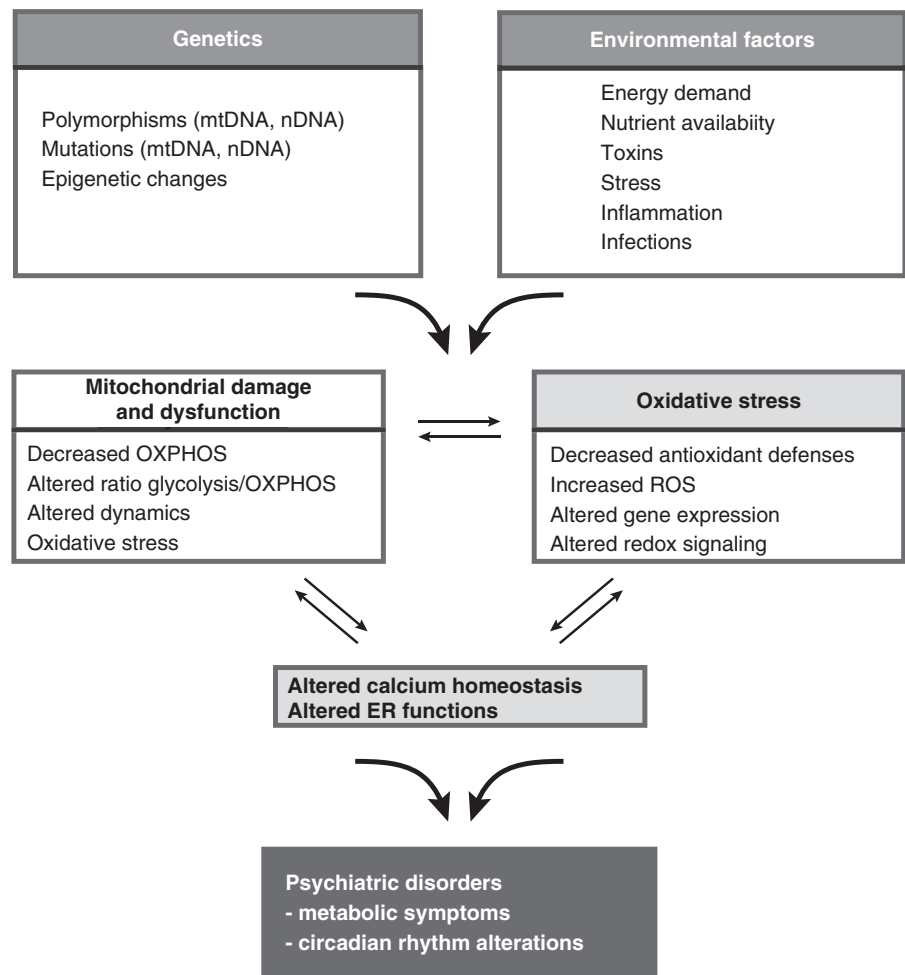 Genetics
Polymorphisms (mtDNA, nDNA)
Mutations (mtDNA, nDNA)
Epigenetic changes
Environmental factors
Energy demand
Nutrient availabiity
Toxins
Stress
Inflammation
Infections
Mitochondrial damage
and dysfunction
Decreased OXPHOS
Altered ratio glycolysis/OXPHOS
Altered dynamics
Oxidative stress
Oxidative stress
Decreased antioxidant defenses
Increased ROS
Altered gene expression
Altered redox signaling
Altered calcium homeostasis
Altered ER functions
Psychiatric disorders
- metabolic symptoms
- circadian rhythm alterations